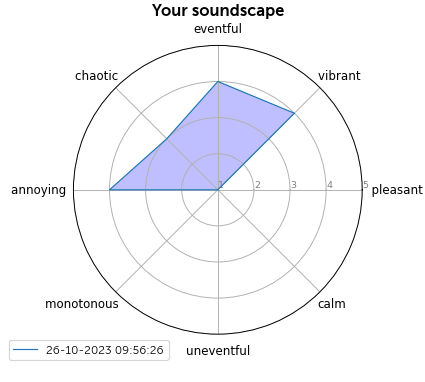 Your soundscape
eventful
chaotic
vibrant
annoying
1 2 3 4 5
pleasant
monotonous
calm
uneventful
26-10-2023 09:56:26